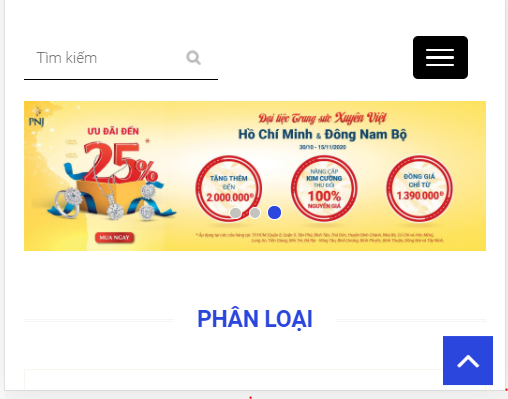 Tìm kiếm
PNJ
ƯU ĐÃI ĐẾN
25%*
MUA NGAY
Đại tiệc Trang sức Xuyên Việt
Hồ Chí Minh & Đông Nam Bộ
30/10 - 15/11/2020
TẶNG THÊM
ĐẾN
2.000.000Đ
NÂNG CẤP
KIM CƯƠNG
THU ĐỔI
100%
NGUYÊN GIÁ
ĐỒNG GIÁ
CHỈ TỪ
1.390.000Đ
PHÂN LOẠI